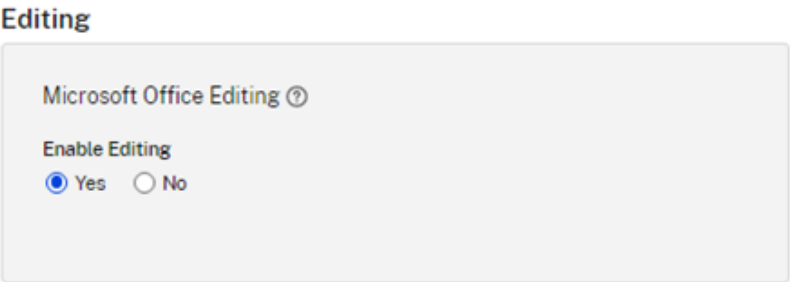 Editing
Microsoft Office Editing ?
Enable Editing
Yes No